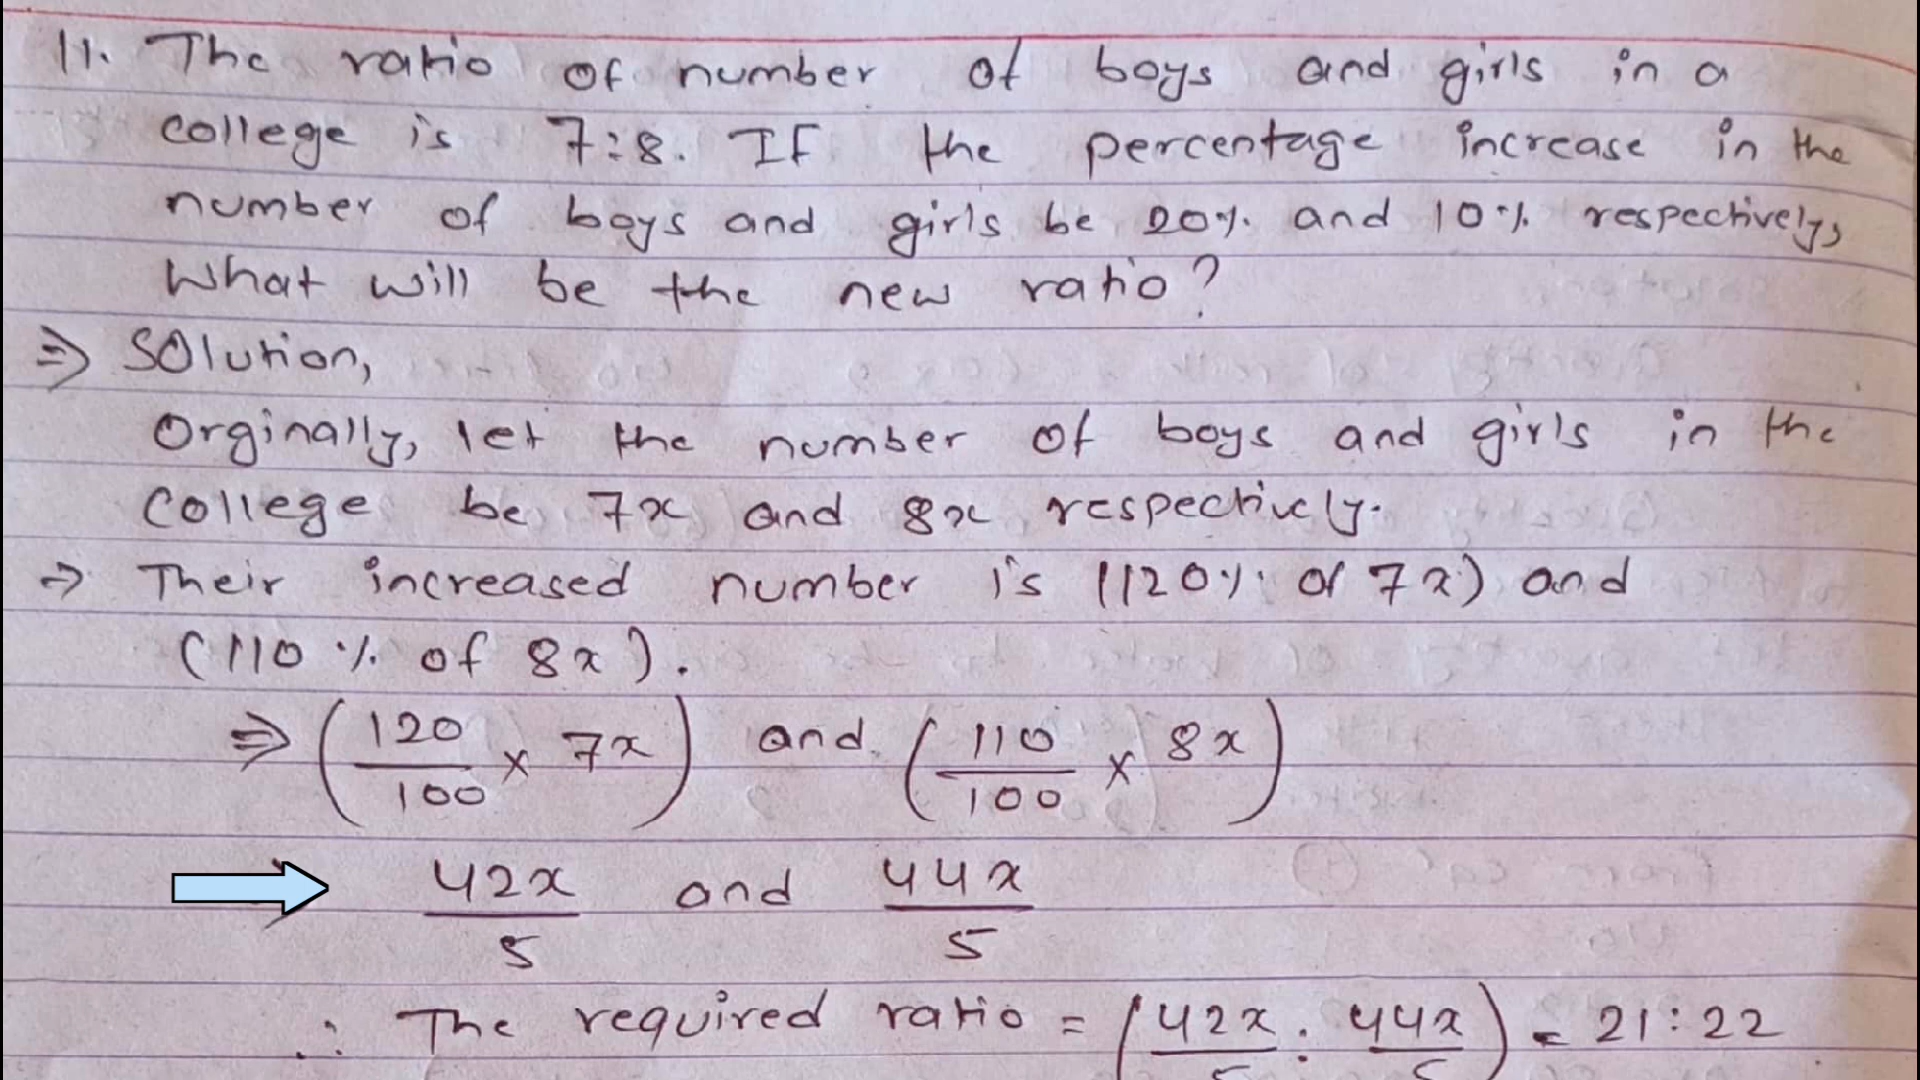 11. The ratio of number of boys and girls in a
college is 7:8. If the percentage increase in the
number of boys and girls be 20% and 10% respectively,
What will be the new ratio?
⇒ Solution,
Orginally, let the number of boys and girls in the
college be 7x and 8x respectively.
⇒ Their increased number is (120% of 7x) and
(110% of 8x).
⇒ (120/100 × 7x) and (110/100 × 8x)
⇒ 42x/5 and 44x/5
∴ The required ratio = (42x/5 : 44x/5) = 21:22